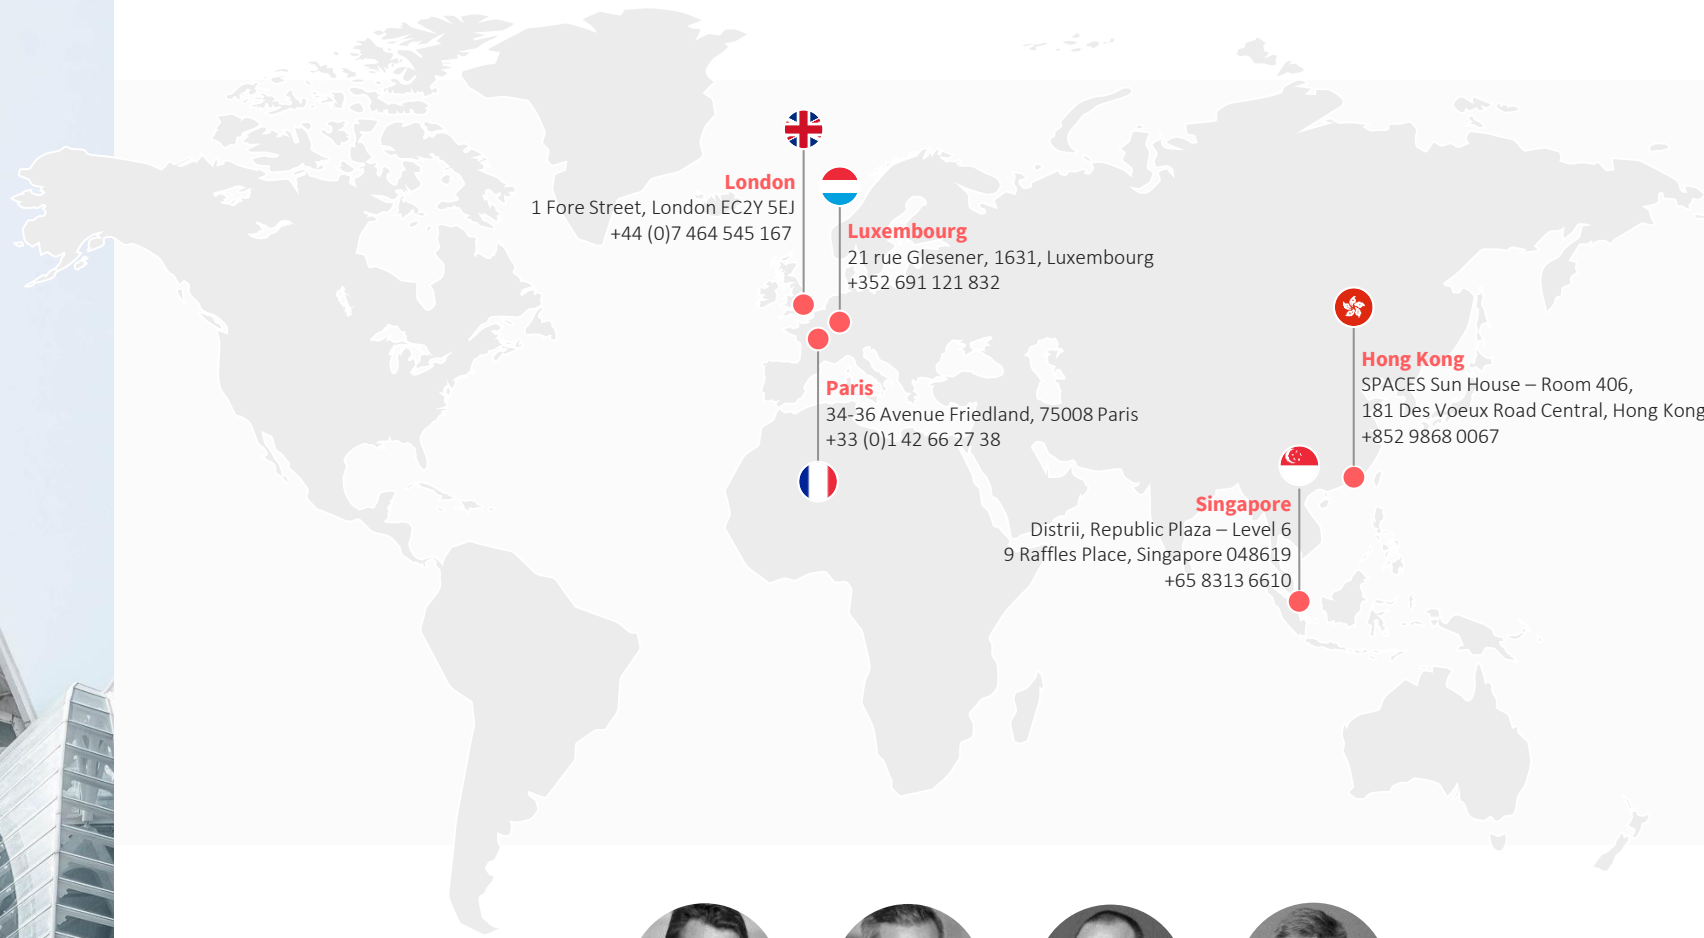 London
1 Fore Street, London EC2Y 5EJ
+44 (0)7 464 545 167
Luxembourg
21 rue Glesener, 1631, Luxembourg
+352 691 121 832
Paris
34-36 Avenue Friedland, 75008 Paris
+33 (0)1 42 66 27 38
Hong Kong
SPACES Sun House – Room 406,
181 Des Voeux Road Central, Hong Kong
+852 9868 0067
Singapore
Distrii, Republic Plaza – Level 6
9 Raffles Place, Singapore 048619
+65 8313 6610